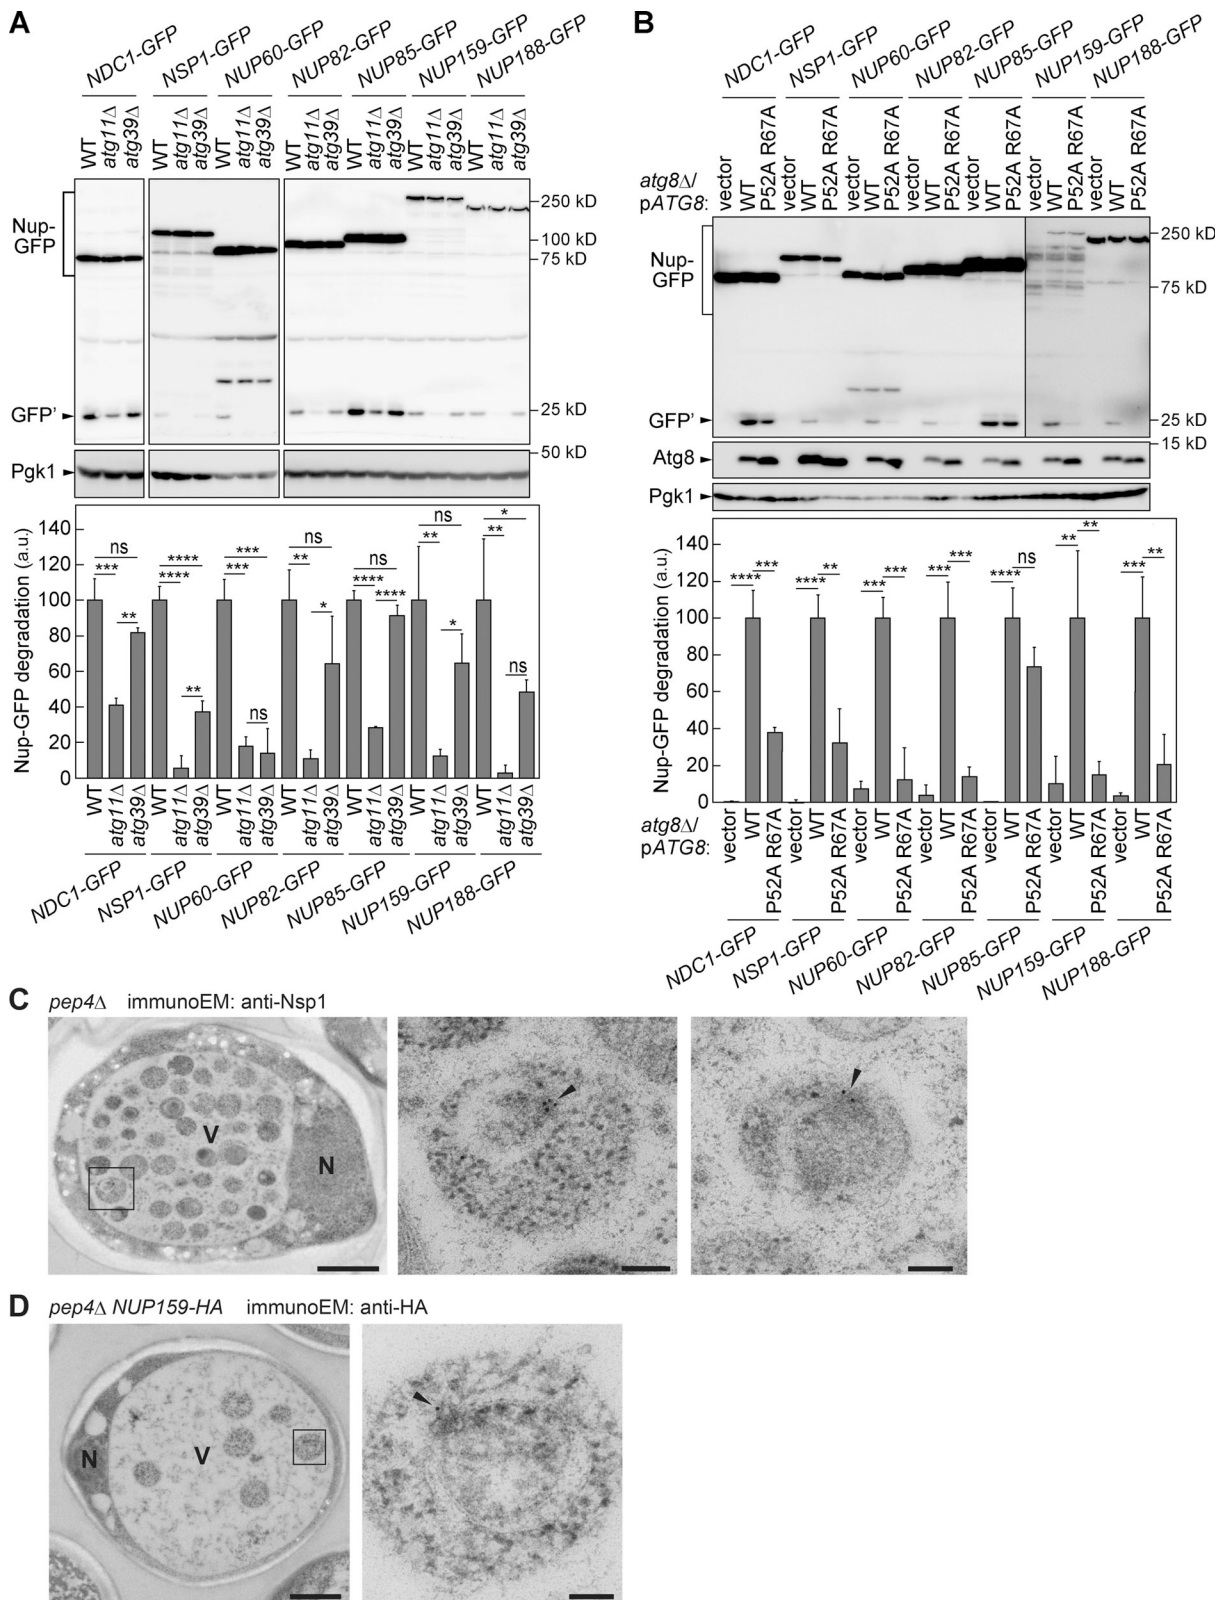 A
NDC1-GFP
NSP1-GFP
NUP60-GFP
NUP82-GFP
NUP85-GFP
NUP159-GFP
NUP188-GFP
WT atg11Δ atg39Δ WT atg11Δ atg39Δ WT atg11Δ atg39Δ WT atg11Δ atg39Δ WT atg11Δ atg39Δ WT atg11Δ atg39Δ WT atg11Δ atg39Δ
Nup-
GFP
250 kD
100 kD
75 kD
GFP'
25 kD
50 kD
Pgk1
Nup-GFP degradation (a.u.)
140
120
100
80
60
40
20
0
ns *** ** **** **** ** *** *** ns ns ** * ns **** **** ns ** * * ** ns
WT atg11Δ atg39Δ WT atg11Δ atg39Δ WT atg11Δ atg39Δ WT atg11Δ atg39Δ WT atg11Δ atg39Δ WT atg11Δ atg39Δ WT atg11Δ atg39Δ
NDC1-GFP
NSP1-GFP
NUP60-GFP
NUP82-GFP
NUP85-GFP
NUP159-GFP
NUP188-GFP
B
NDC1-GFP
NSP1-GFP
NUP60-GFP
NUP82-GFP
NUP85-GFP
NUP159-GFP
NUP188-GFP
atg8Δ/
pATG8:
vector WT P52A R67A vector WT P52A R67A vector WT P52A R67A vector WT P52A R67A vector WT P52A R67A vector WT P52A R67A vector WT P52A R67A
Nup-
GFP
250 kD
75 kD
GFP'
25 kD
15 kD
Atg8
Pgk1
Nup-GFP degradation (a.u.)
140
120
100
80
60
40
20
0
**** *** **** ** *** *** *** *** **** ns ** ** *** **
atg8Δ/
pATG8:
vector WT P52A R67A vector WT P52A R67A vector WT P52A R67A vector WT P52A R67A vector WT P52A R67A vector WT P52A R67A vector WT P52A R67A
NDC1-GFP
NSP1-GFP
NUP60-GFP
NUP82-GFP
NUP85-GFP
NUP159-GFP
NUP188-GFP
C pep4Δ immunoEM: anti-Nsp1
V
N
D pep4Δ NUP159-HA immunoEM: anti-HA
N
V